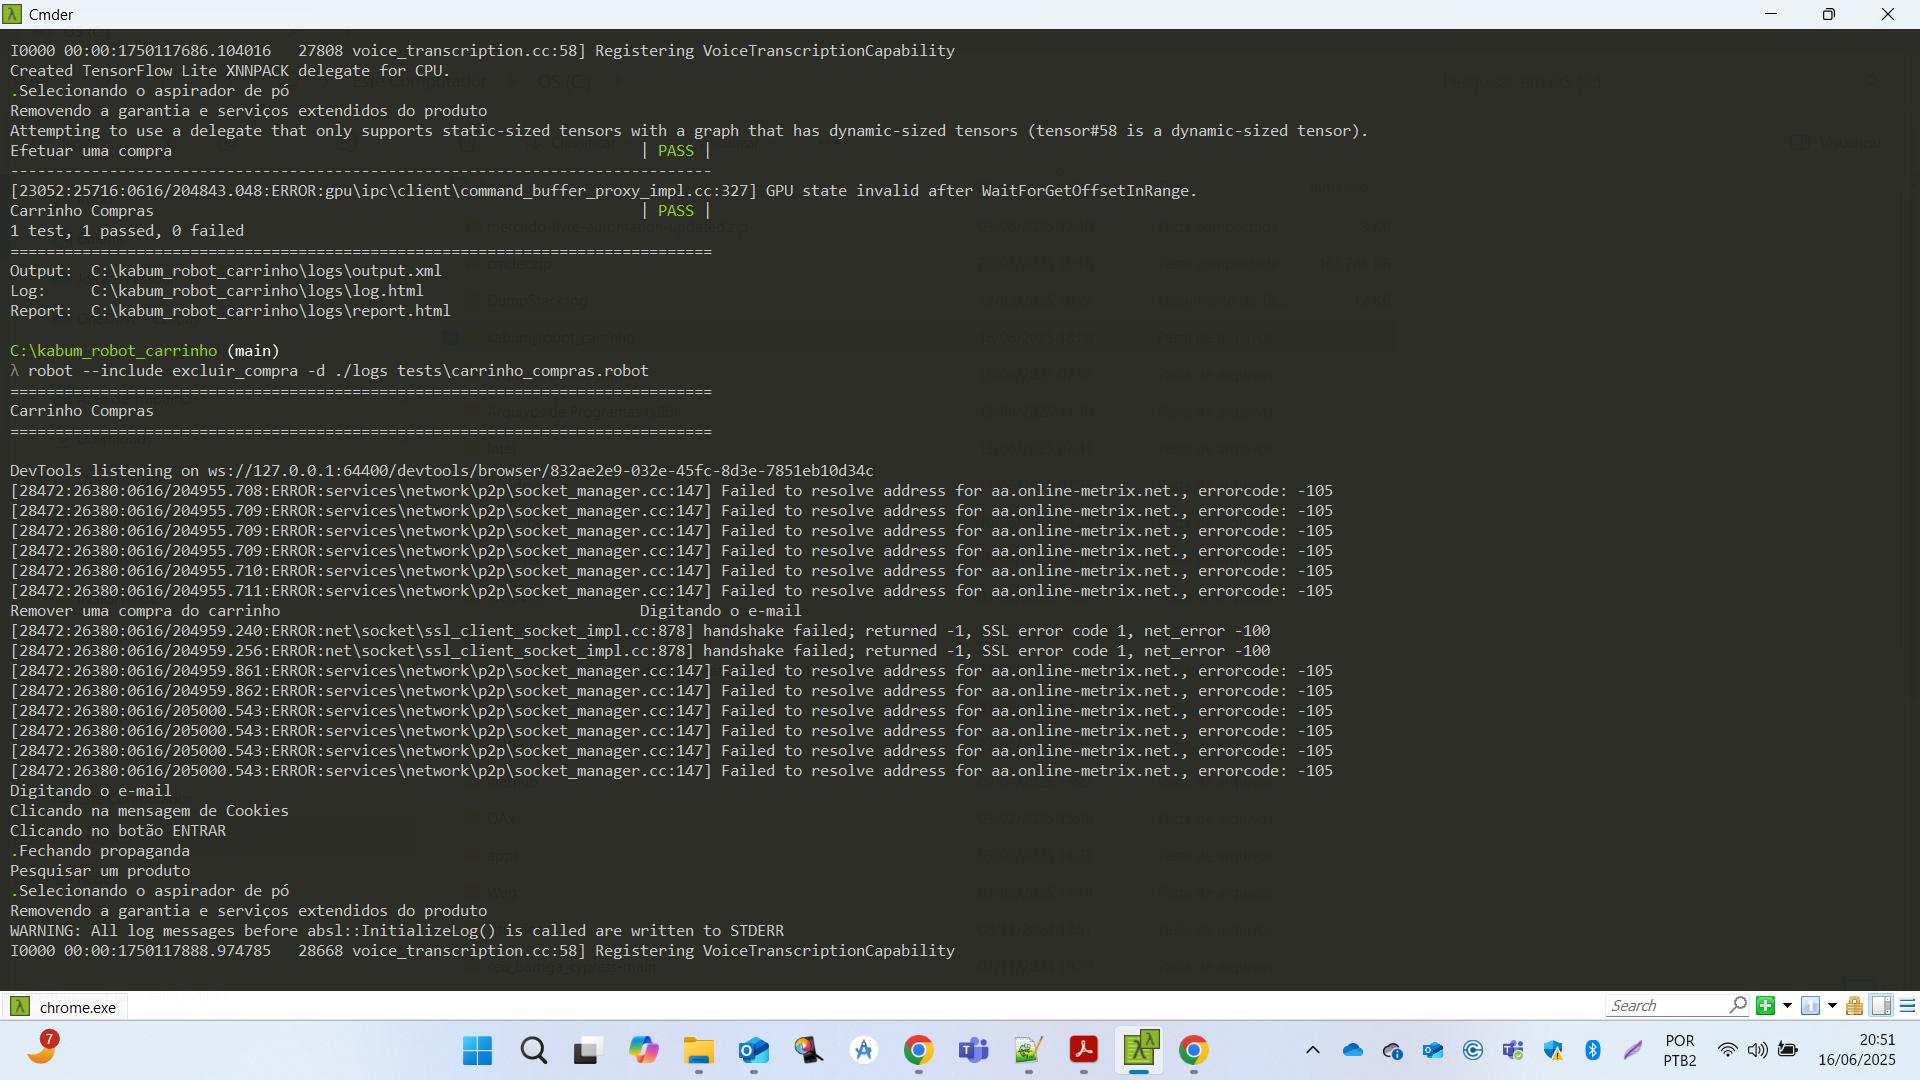 Cmder
I0000 00:00:1750117686.104016   27808 voice_transcription.cc:58] Registering VoiceTranscriptionCapability
Created TensorFlow Lite XNNPACK delegate for CPU.
.Selecionando o aspirador de pó
Removendo a garantia e serviços extendidos do produto
Attempting to use a delegate that only supports static-sized tensors with a graph that has dynamic-sized tensors (tensor#58 is a dynamic-sized tensor).
Efetuar uma compra                                                    | PASS |
------------------------------------------------------------------------------
[23052:25716:0616/204843.048:ERROR:gpu\ipc\client\command_buffer_proxy_impl.cc:327] GPU state invalid after WaitForGetOffsetInRange.
Carrinho Compras                                                      | PASS |
1 test, 1 passed, 0 failed
==============================================================================
Output:  C:\kabum_robot_carrinho\logs\output.xml
Log:     C:\kabum_robot_carrinho\logs\log.html
Report:  C:\kabum_robot_carrinho\logs\report.html
C:\kabum_robot_carrinho (main)
λ robot --include excluir_compra -d ./logs tests\carrinho_compras.robot
==============================================================================
Carrinho Compras
==============================================================================
DevTools listening on ws://127.0.0.1:64400/devtools/browser/832ae2e9-032e-45fc-8d3e-7851eb10d34c
[28472:26380:0616/204955.708:ERROR:services\network\p2p\socket_manager.cc:147] Failed to resolve address for aa.online-metrix.net., errorcode: -105
[28472:26380:0616/204955.709:ERROR:services\network\p2p\socket_manager.cc:147] Failed to resolve address for aa.online-metrix.net., errorcode: -105
[28472:26380:0616/204955.709:ERROR:services\network\p2p\socket_manager.cc:147] Failed to resolve address for aa.online-metrix.net., errorcode: -105
[28472:26380:0616/204955.709:ERROR:services\network\p2p\socket_manager.cc:147] Failed to resolve address for aa.online-metrix.net., errorcode: -105
[28472:26380:0616/204955.710:ERROR:services\network\p2p\socket_manager.cc:147] Failed to resolve address for aa.online-metrix.net., errorcode: -105
[28472:26380:0616/204955.711:ERROR:services\network\p2p\socket_manager.cc:147] Failed to resolve address for aa.online-metrix.net., errorcode: -105
Remover uma compra do carrinho                                        Digitando o e-mail
[28472:26380:0616/204959.240:ERROR:net\socket\ssl_client_socket_impl.cc:878] handshake failed; returned -1, SSL error code 1, net_error -100
[28472:26380:0616/204959.256:ERROR:net\socket\ssl_client_socket_impl.cc:878] handshake failed; returned -1, SSL error code 1, net_error -100
[28472:26380:0616/204959.861:ERROR:services\network\p2p\socket_manager.cc:147] Failed to resolve address for aa.online-metrix.net., errorcode: -105
[28472:26380:0616/204959.862:ERROR:services\network\p2p\socket_manager.cc:147] Failed to resolve address for aa.online-metrix.net., errorcode: -105
[28472:26380:0616/205000.543:ERROR:services\network\p2p\socket_manager.cc:147] Failed to resolve address for aa.online-metrix.net., errorcode: -105
[28472:26380:0616/205000.543:ERROR:services\network\p2p\socket_manager.cc:147] Failed to resolve address for aa.online-metrix.net., errorcode: -105
[28472:26380:0616/205000.543:ERROR:services\network\p2p\socket_manager.cc:147] Failed to resolve address for aa.online-metrix.net., errorcode: -105
[28472:26380:0616/205000.543:ERROR:services\network\p2p\socket_manager.cc:147] Failed to resolve address for aa.online-metrix.net., errorcode: -105
Digitando o e-mail
Clicando na mensagem de Cookies
Clicando no botão ENTRAR
.Fechando propaganda
Pesquisar um produto
.Selecionando o aspirador de pó
Removendo a garantia e serviços extendidos do produto
WARNING: All log messages before absl::InitializeLog() is called are written to STDERR
I0000 00:00:1750117888.974785   28668 voice_transcription.cc:58] Registering VoiceTranscriptionCapability
chrome.exe
Search
7
POR
PTB2
20:51
16/06/2025